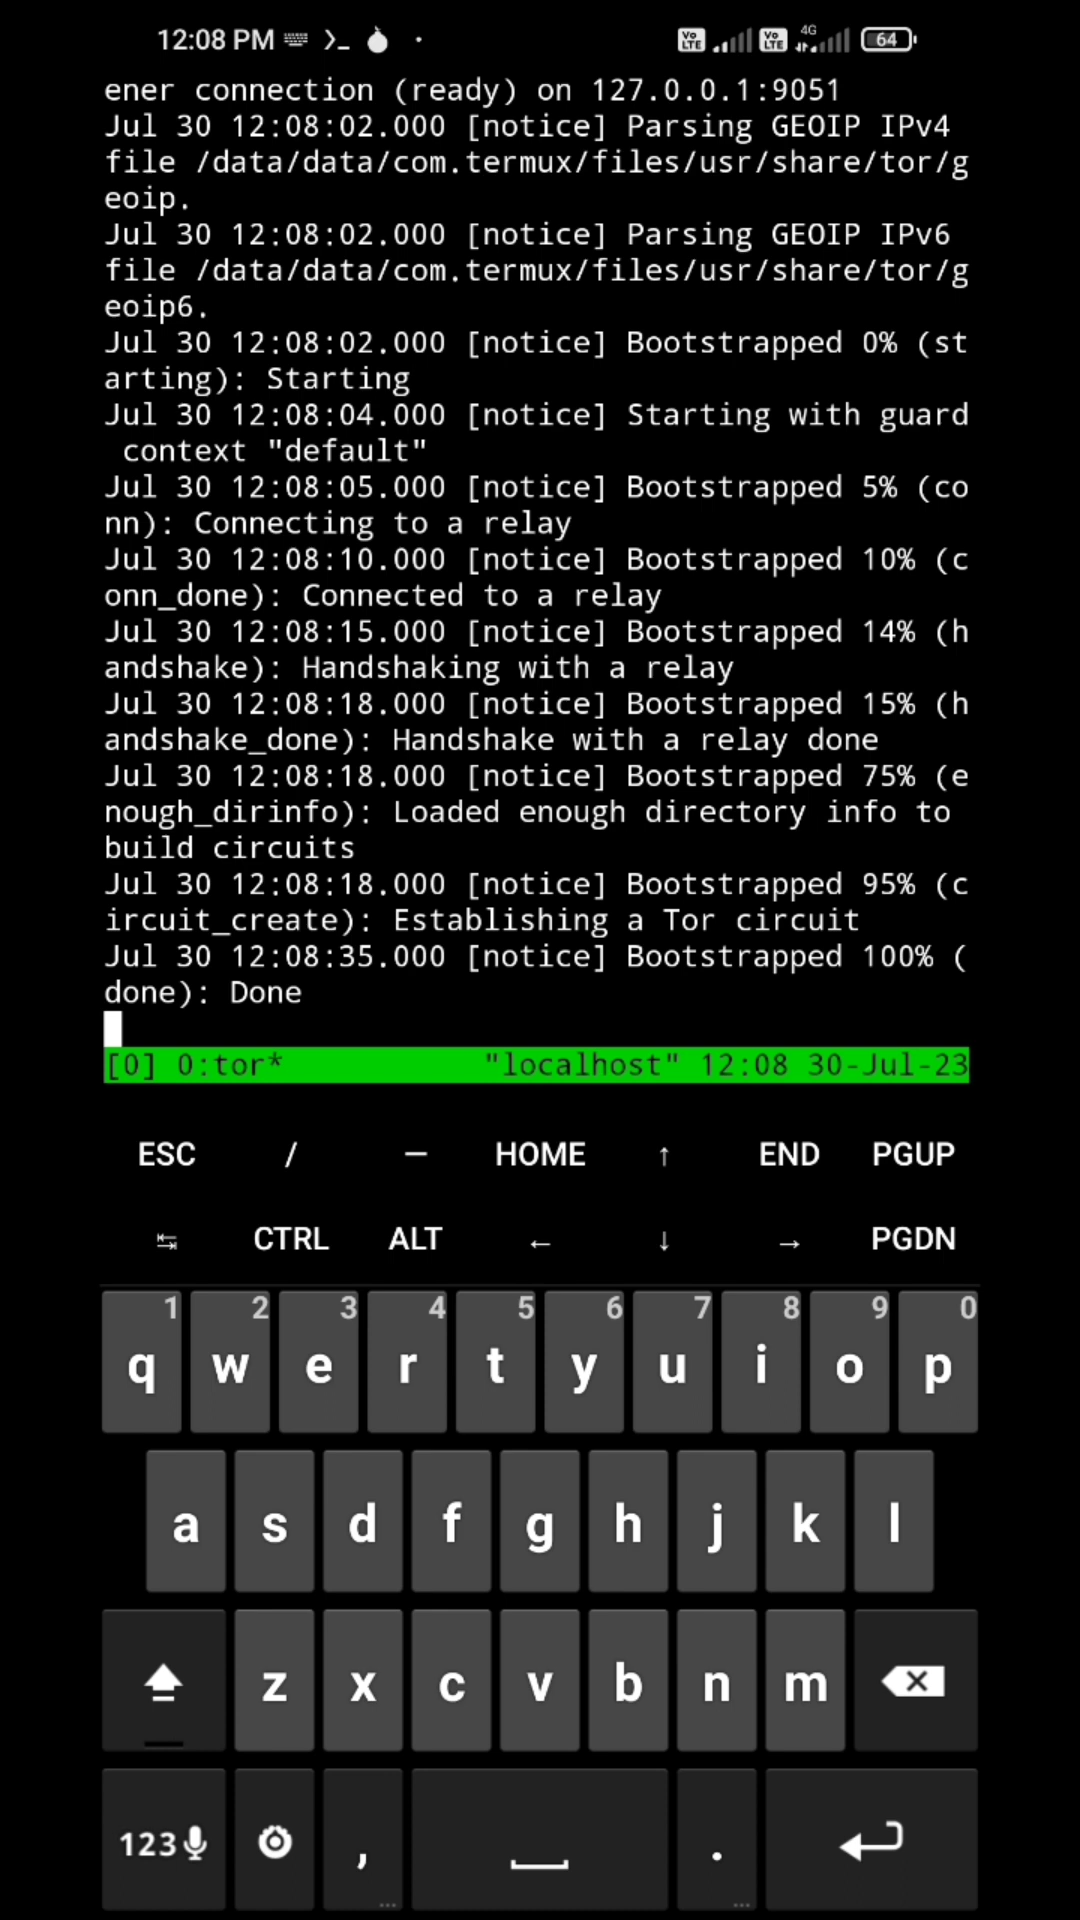 12:08 PM
Vo LTE Vo LTE 4G 64
ener connection (ready) on 127.0.0.1:9051
Jul 30 12:08:02.000 [notice] Parsing GEOIP IPv4
file /data/data/com.termux/files/usr/share/tor/g
eoip.
Jul 30 12:08:02.000 [notice] Parsing GEOIP IPv6
file /data/data/com.termux/files/usr/share/tor/g
eoip6.
Jul 30 12:08:02.000 [notice] Bootstrapped 0% (st
arting): Starting
Jul 30 12:08:04.000 [notice] Starting with guard
 context "default"
Jul 30 12:08:05.000 [notice] Bootstrapped 5% (co
nn): Connecting to a relay
Jul 30 12:08:10.000 [notice] Bootstrapped 10% (c
onn_done): Connected to a relay
Jul 30 12:08:15.000 [notice] Bootstrapped 14% (h
andshake): Handshaking with a relay
Jul 30 12:08:18.000 [notice] Bootstrapped 15% (h
andshake_done): Handshake with a relay done
Jul 30 12:08:18.000 [notice] Bootstrapped 75% (e
nough_dirinfo): Loaded enough directory info to
build circuits
Jul 30 12:08:18.000 [notice] Bootstrapped 95% (c
ircuit_create): Establishing a Tor circuit
Jul 30 12:08:35.000 [notice] Bootstrapped 100% (
done): Done
[0] 0:tor* "localhost" 12:08 30-Jul-23
ESC / — HOME ↑ END PGUP
↹ CTRL ALT ← ↓ → PGDN
1 2 3 4 5 6 7 8 9 0
q w e r t y u i o p
a s d f g h j k l
z x c v b n m
123 , .